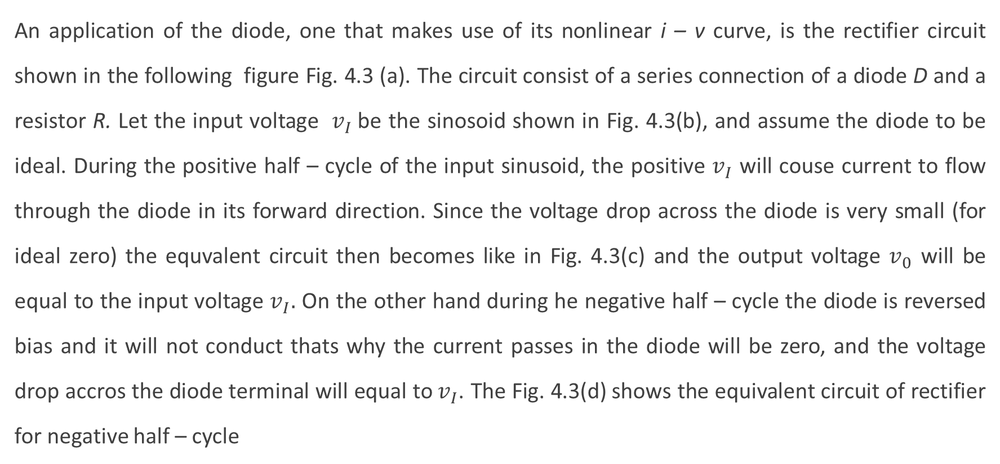 An application of the diode, one that makes use of its nonlinear i – v curve, is the rectifier circuit
shown in the following figure Fig. 4.3 (a). The circuit consist of a series connection of a diode D and a
resistor R. Let the input voltage v_I be the sinosoid shown in Fig. 4.3(b), and assume the diode to be
ideal. During the positive half – cycle of the input sinusoid, the positive v_I will couse current to flow
through the diode in its forward direction. Since the voltage drop across the diode is very small (for
ideal zero) the equvalent circuit then becomes like in Fig. 4.3(c) and the output voltage v_0 will be
equal to the input voltage v_I. On the other hand during he negative half – cycle the diode is reversed
bias and it will not conduct thats why the current passes in the diode will be zero, and the voltage
drop accros the diode terminal will equal to v_I. The Fig. 4.3(d) shows the equivalent circuit of rectifier
for negative half – cycle